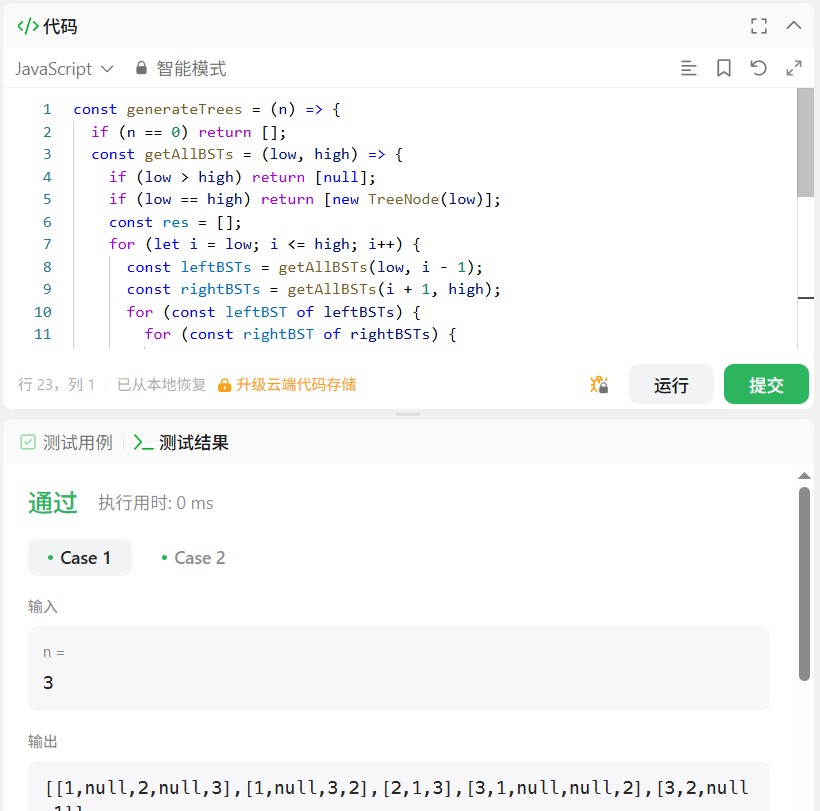 </> 代码
JavaScript 智能模式
1 const generateTrees = (n) => {
2 if (n == 0) return [];
3 const getAllBSTs = (low, high) => {
4 if (low > high) return [null];
5 if (low == high) return [new TreeNode(low)];
6 const res = [];
7 for (let i = low; i <= high; i++) {
8 const leftBSTs = getAllBSTs(low, i - 1);
9 const rightBSTs = getAllBSTs(i + 1, high);
10 for (const leftBST of leftBSTs) {
11 for (const rightBST of rightBSTs) {
行 23, 列 1 已从本地恢复 升级云端代码存储 运行 提交
测试用例 >_ 测试结果
通过 执行用时: 0 ms
• Case 1 • Case 2
输入
n =
3
输出
[[1,null,2,null,3],[1,null,3,2],[2,1,3],[3,1,null,null,2],[3,2,null